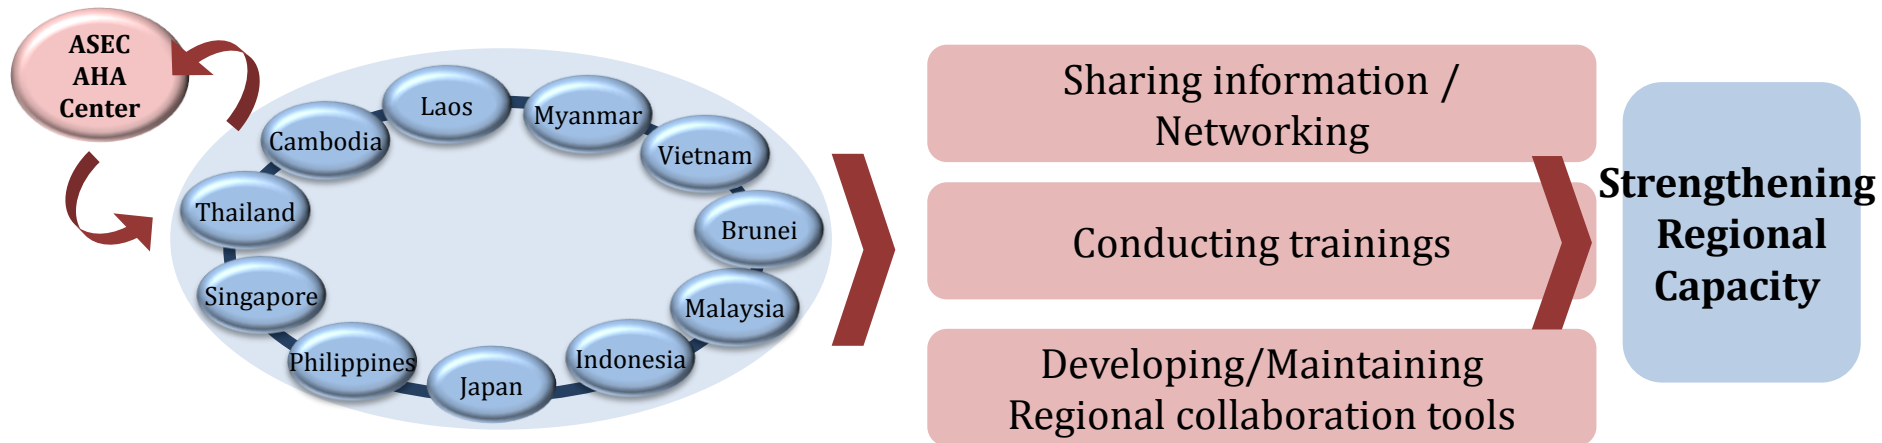 ASEC
AHA
Center
Laos
Myanmar
Cambodia
Vietnam
Thailand
Brunei
Singapore
Malaysia
Philippines
Indonesia
Japan
Sharing information /
Networking
Conducting trainings
Developing/Maintaining
Regional collaboration tools
Strengthening
Regional
Capacity